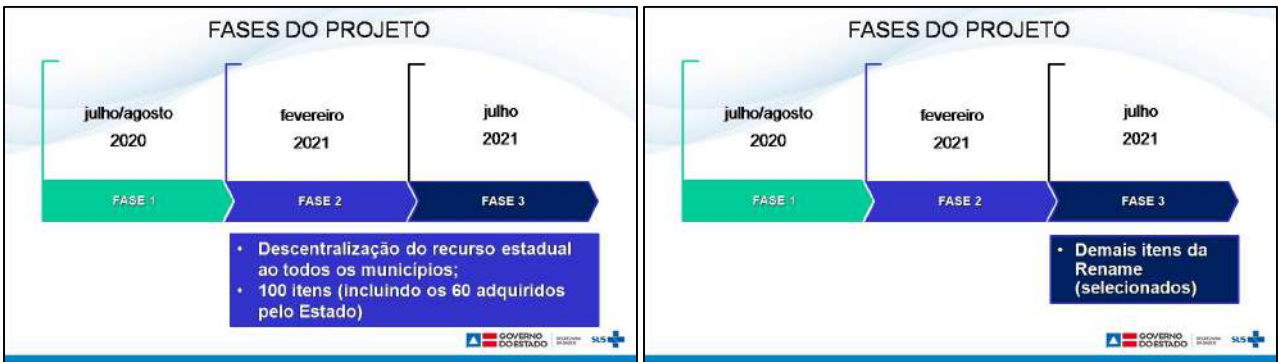 FASES DO PROJETO
julho/agosto
2020
fevereiro
2021
julho
2021
FASE 1
FASE 2
FASE 3
• Descentralização do recurso estadual
ao todos os municípios;
• 100 itens (incluindo os 60 adquiridos
pelo Estado)
GOVERNO
DO ESTADO
SUS
FASES DO PROJETO
julho/agosto
2020
fevereiro
2021
julho
2021
FASE 1
FASE 2
FASE 3
• Demais itens da
Rename
(selecionados)
GOVERNO
DO ESTADO
SUS